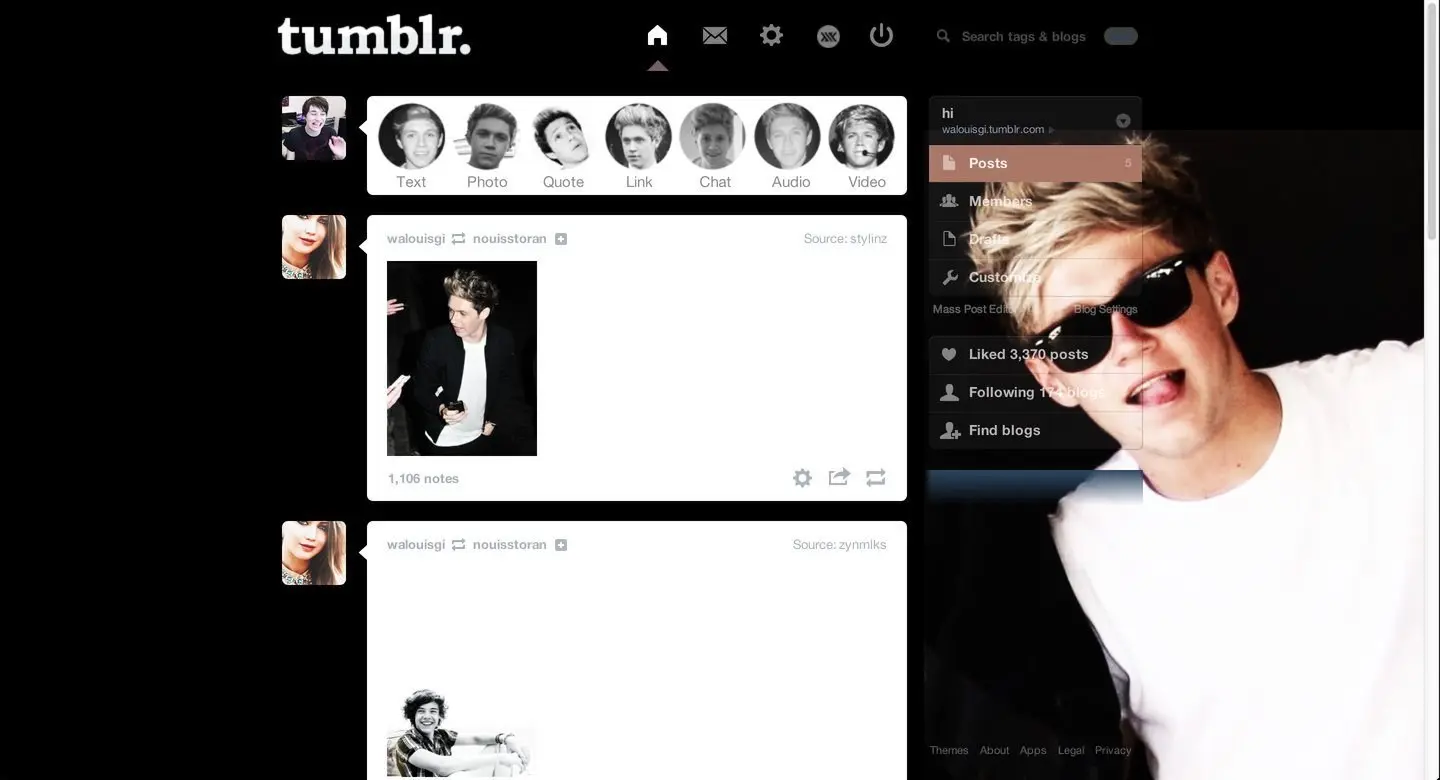 tumblr.
Search tags & blogs
Text Photo Quote Link Chat Audio Video
hi
walouisgi.tumblr.com
Posts 5
Members
Drafts
Customize
Mass Post Editor Blog Settings
Liked 3,370 posts
Following 174 blogs
Find blogs
walouisgi nouisstoran Source: stylinz
1,106 notes
walouisgi nouisstoran Source: zynmlks
Themes About Apps Legal Privacy